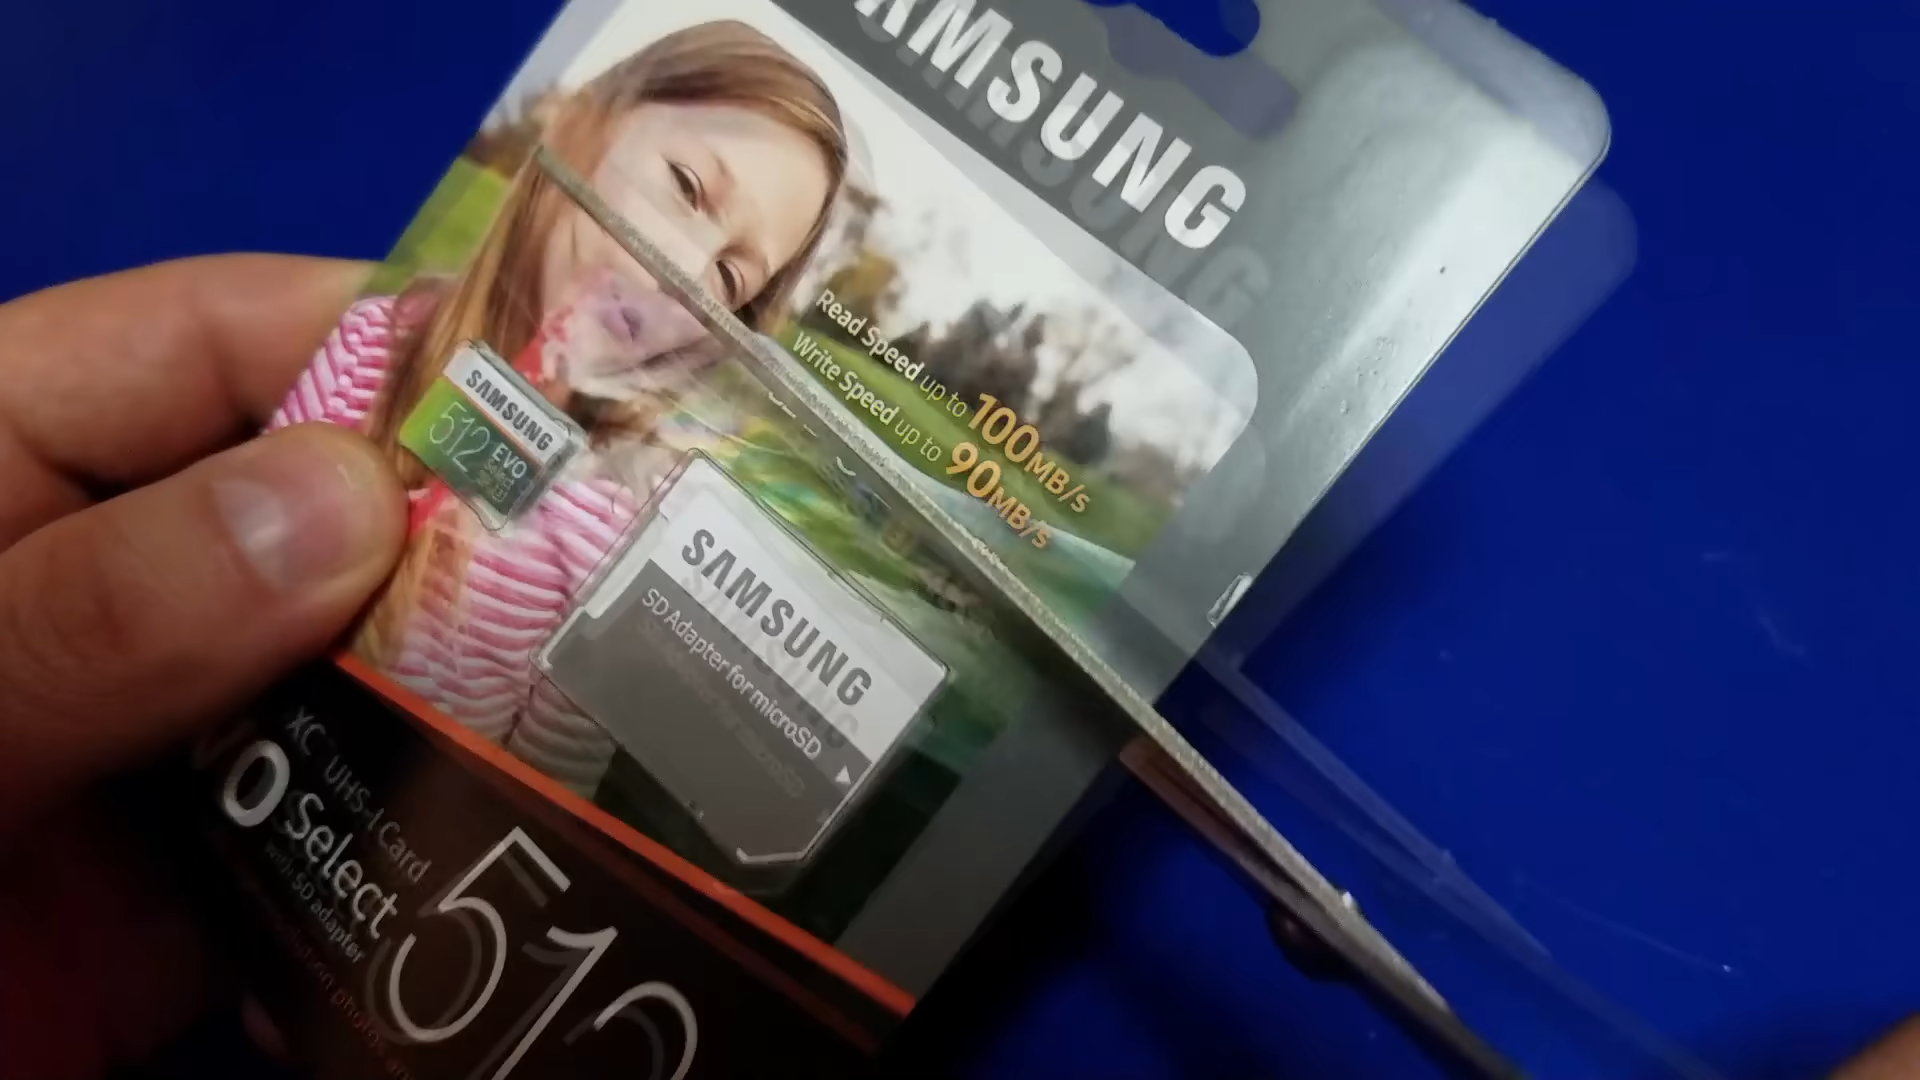 SAMSUNG
Read Speed up to 100MB/s
Write Speed up to 90MB/s
SAMSUNG
512
EVO
Select
SAMSUNG
SD Adapter for microSD
XC UHS-I Card
Select
with SD adapter
512